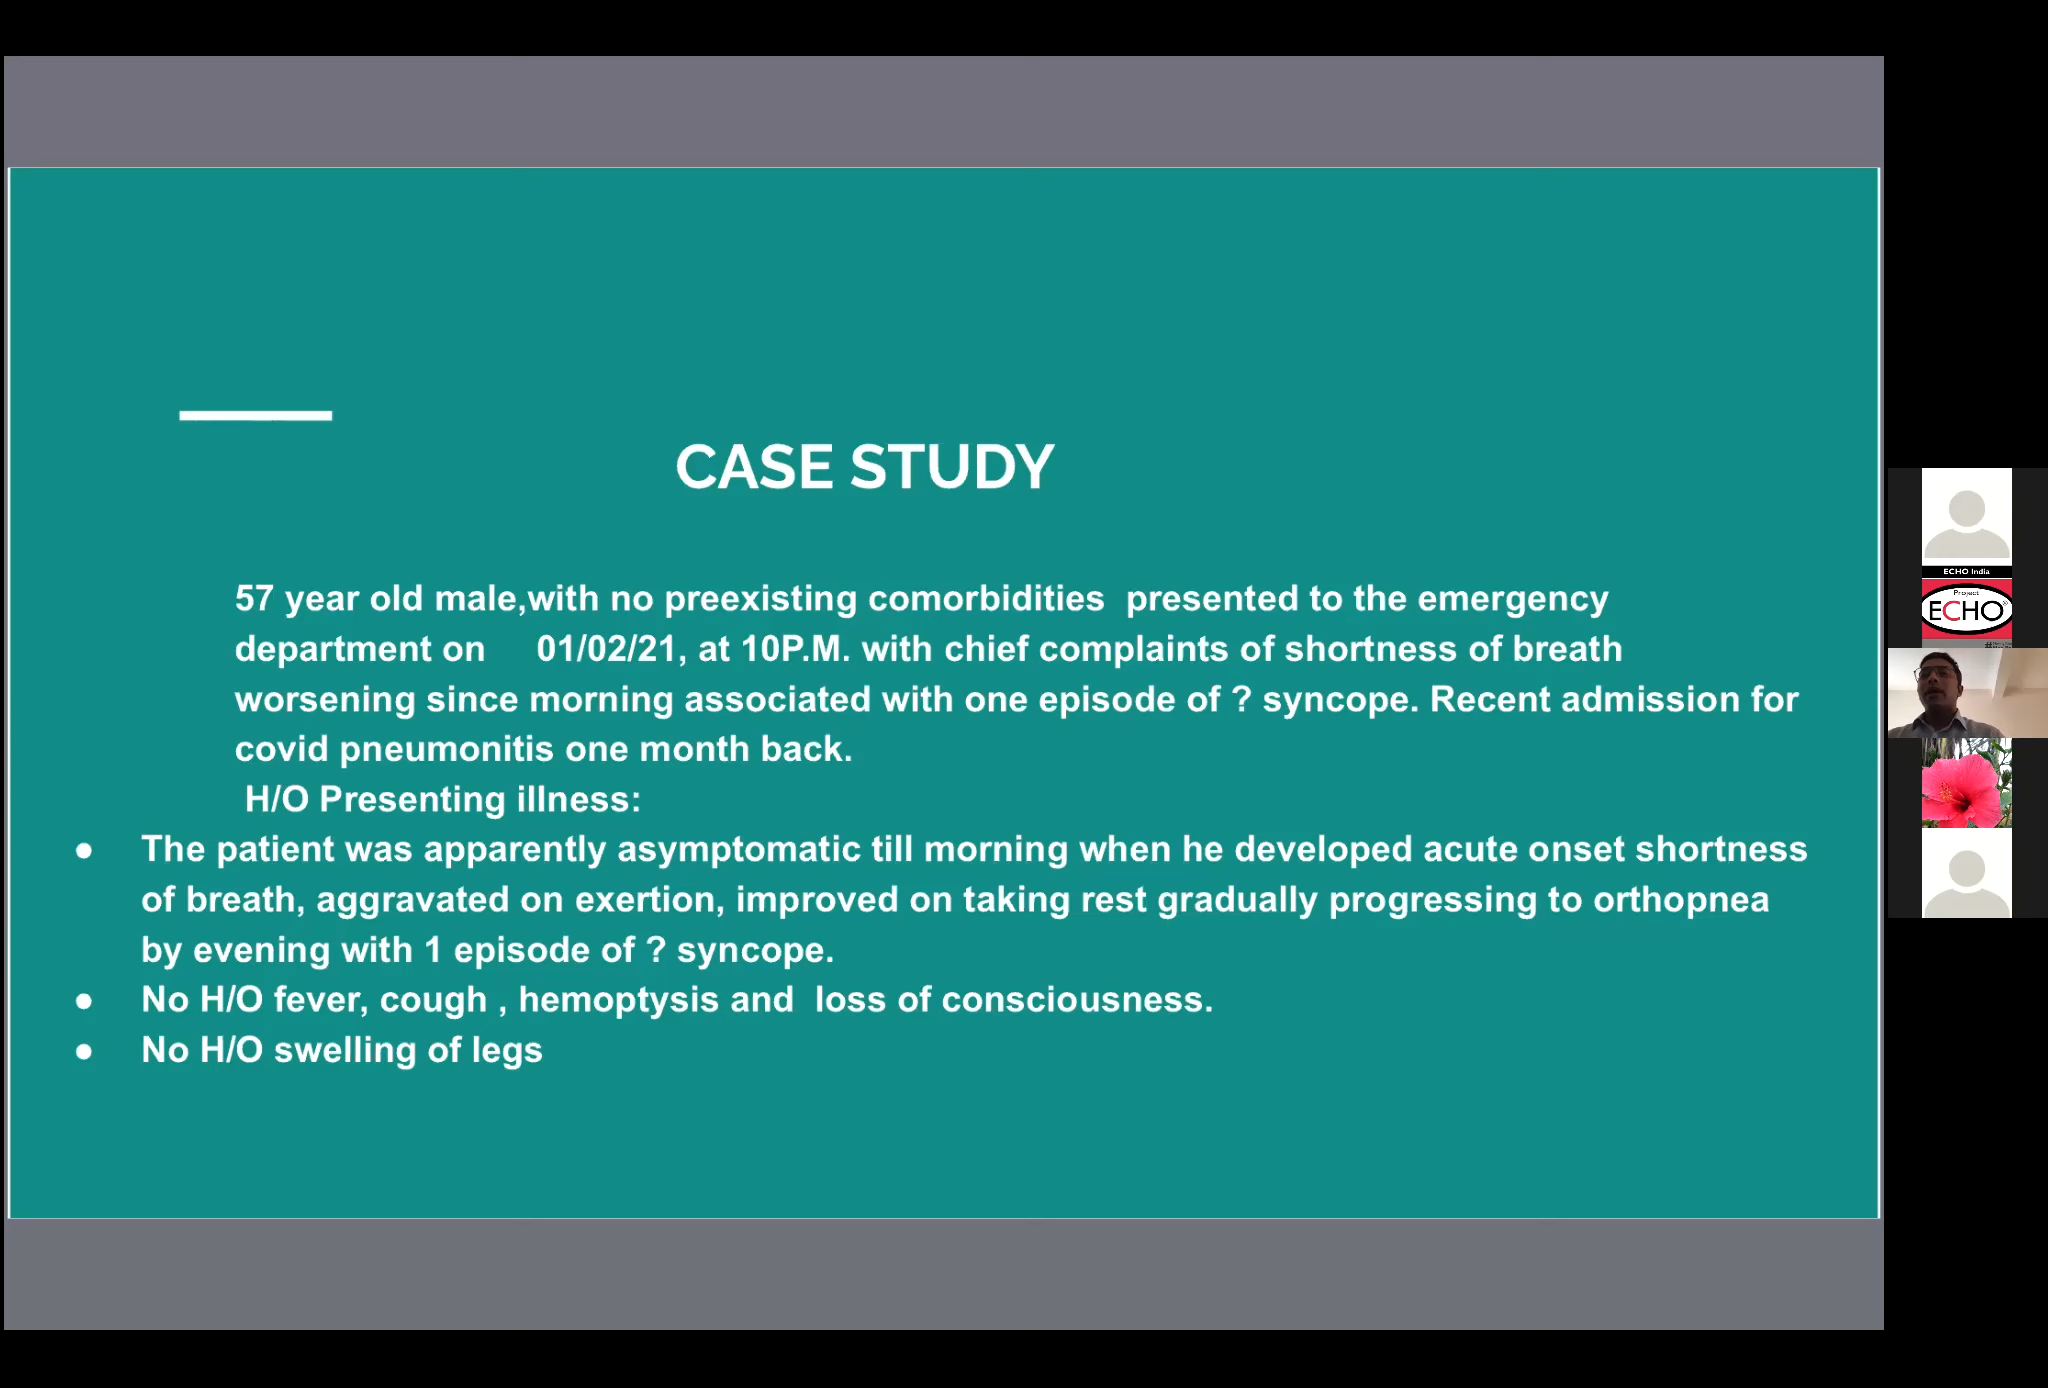 CASE STUDY
57 year old male,with no preexisting comorbidities presented to the emergency
department on 01/02/21, at 10P.M. with chief complaints of shortness of breath
worsening since morning associated with one episode of ? syncope. Recent admission for
covid pneumonitis one month back.
H/O Presenting illness:
● The patient was apparently asymptomatic till morning when he developed acute onset shortness
of breath, aggravated on exertion, improved on taking rest gradually progressing to orthopnea
by evening with 1 episode of ? syncope.
● No H/O fever, cough , hemoptysis and loss of consciousness.
● No H/O swelling of legs
ECHO India
Project
ECHO®